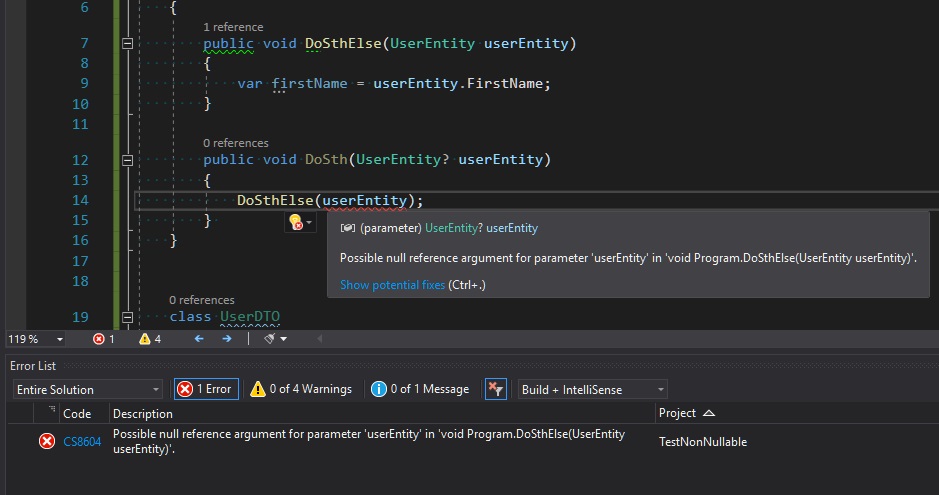 6 {
1 reference
7 public void DoSthElse(UserEntity userEntity)
8 {
9 var firstName = userEntity.FirstName;
10 }
11
0 references
12 public void DoSth(UserEntity? userEntity)
13 {
14 DoSthElse(userEntity);
15 }
16 }
17
18
0 references
19 class UserDTO
(parameter) UserEntity? userEntity
Possible null reference argument for parameter 'userEntity' in 'void Program.DoSthElse(UserEntity userEntity)'.
Show potential fixes (Ctrl+.)
119 % 1 4
Error List
Entire Solution 1 Error 0 of 4 Warnings 0 of 1 Message Build + IntelliSense
Code Description Project
CS8604 Possible null reference argument for parameter 'userEntity' in 'void Program.DoSthElse(UserEntity TestNonNullable
userEntity)'.